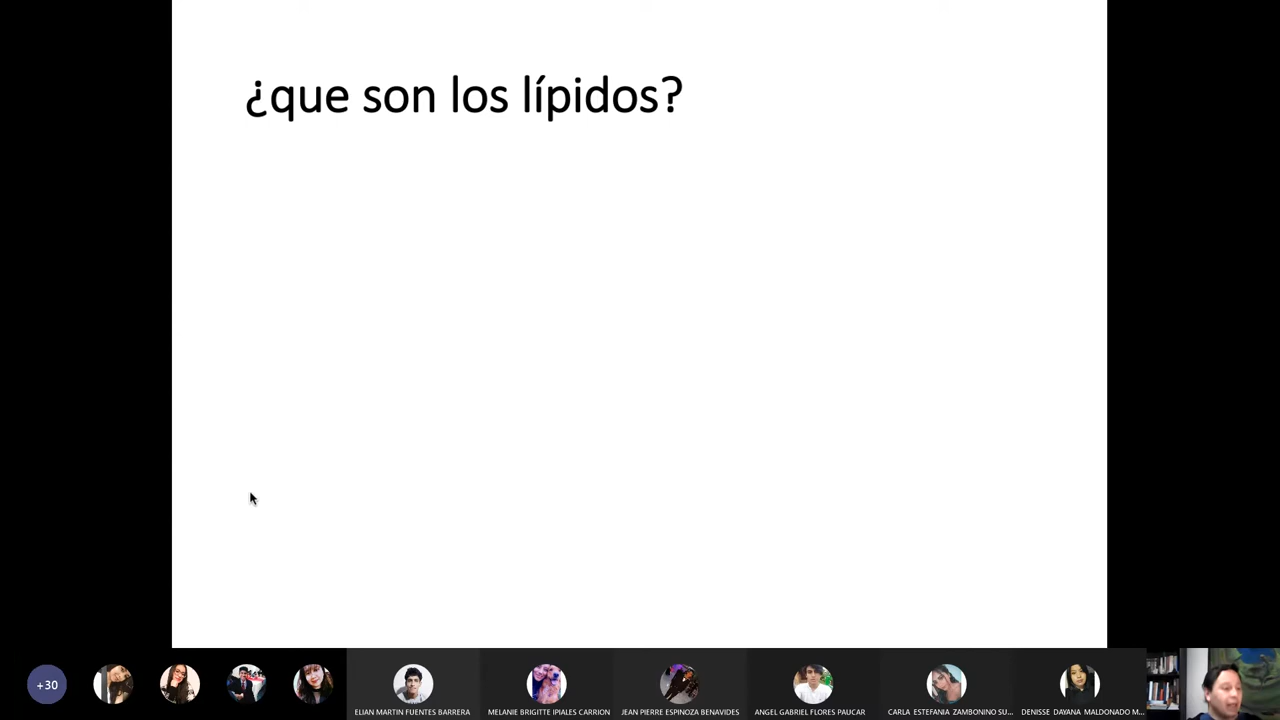 ¿que son los lípidos?
+30
ELIAN MARTIN FUENTES BARRERA
MELANIE BRIGITTE IPIALES CARRION
JEAN PIERRE ESPINOZA BENAVIDES
ANGEL GABRIEL FLORES PAUCAR
CARLA ESTEFANIA ZAMBONINO SU...
DENISSE DAYANA MALDONADO M...